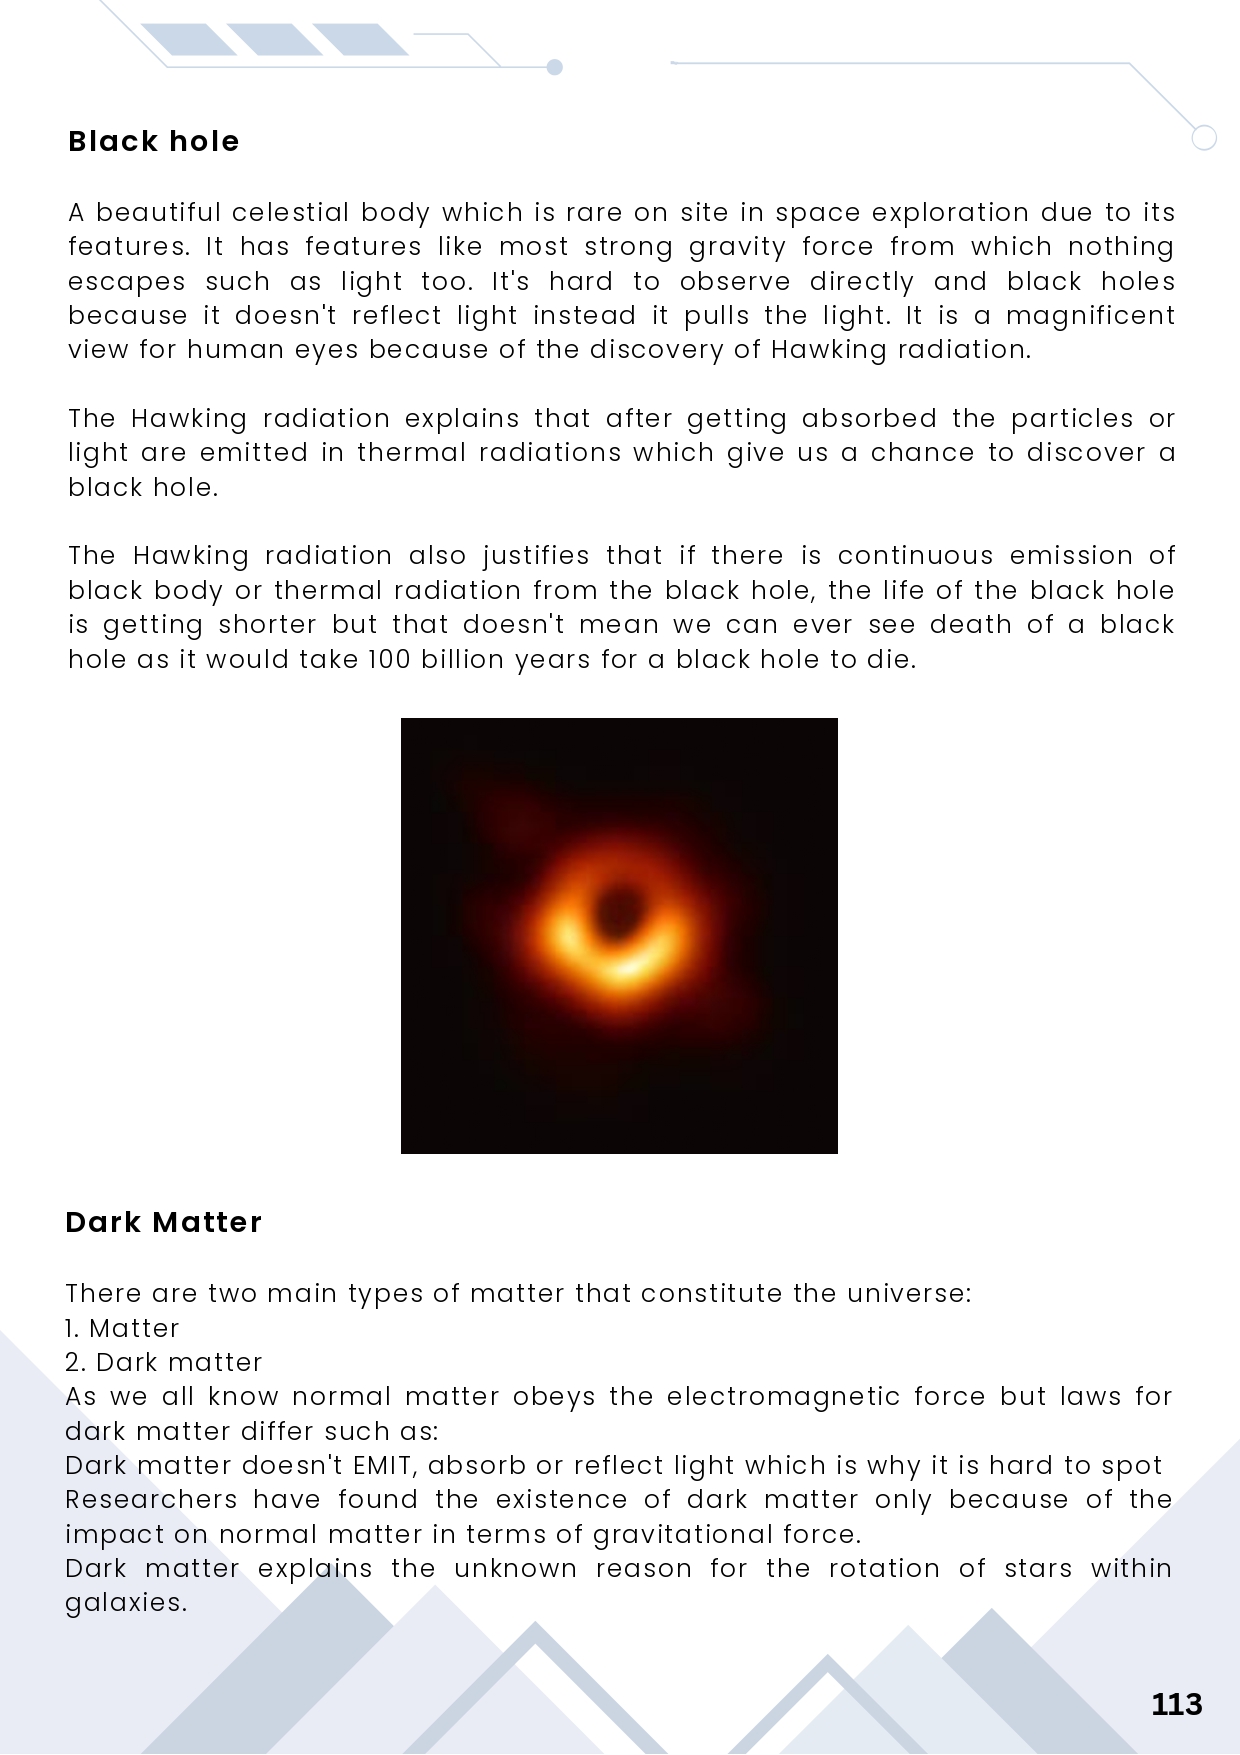 Black hole
A beautiful celestial body which is rare on site in space exploration due to its
features. It has features like most strong gravity force from which nothing
escapes such as light too. It's hard to observe directly and black holes
because it doesn't reflect light instead it pulls the light. It is a magnificent
view for human eyes because of the discovery of Hawking radiation.
The Hawking radiation explains that after getting absorbed the particles or
light are emitted in thermal radiations which give us a chance to discover a
black hole.
The Hawking radiation also justifies that if there is continuous emission of
black body or thermal radiation from the black hole, the life of the black hole
is getting shorter but that doesn't mean we can ever see death of a black
hole as it would take 100 billion years for a black hole to die.
Dark Matter
There are two main types of matter that constitute the universe:
1. Matter
2. Dark matter
As we all know normal matter obeys the electromagnetic force but laws for
dark matter differ such as:
Dark matter doesn't EMIT, absorb or reflect light which is why it is hard to spot
Researchers have found the existence of dark matter only because of the
impact on normal matter in terms of gravitational force.
Dark matter explains the unknown reason for the rotation of stars within
galaxies.
113